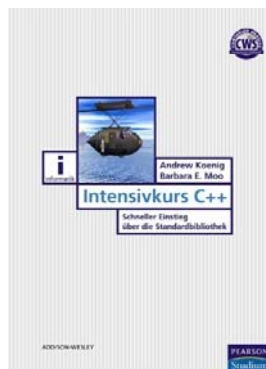 CWS
Andrew Koenig
Barbara E. Moo
i
informatik
Intensivkurs C++
Schneller Einstieg
über die Standardbibliothek
ADDISON-WESLEY
PEARSON
Studium